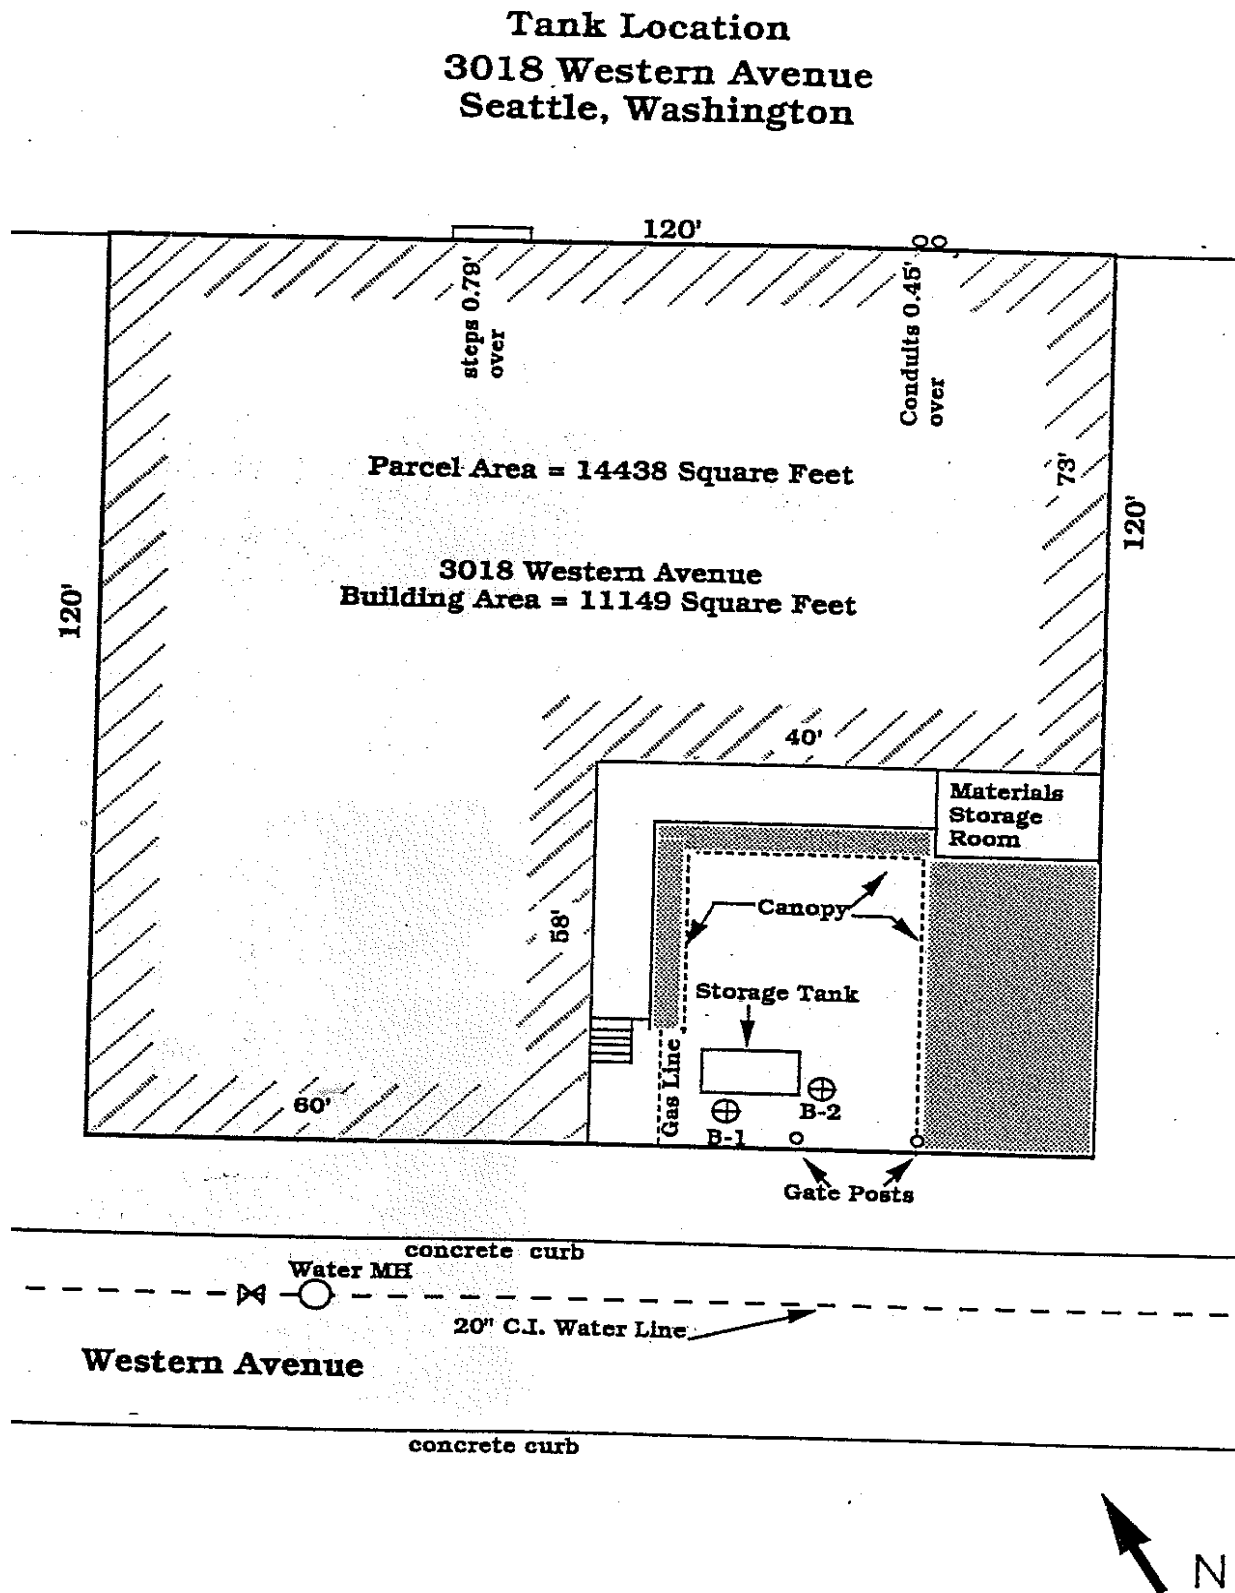 Tank Location
3018 Western Avenue
Seattle, Washington
120'
steps 0.79'
over
Conduits 0.45'
over
73'
120'
120'
Parcel Area = 14438 Square Feet
3018 Western Avenue
Building Area = 11149 Square Feet
40'
Materials
Storage
Room
58'
Canopy
Storage Tank
Gas Line
60'
B-2
B-1
Gate Posts
concrete curb
Water MH
20" C.I. Water Line
Western Avenue
concrete curb
N